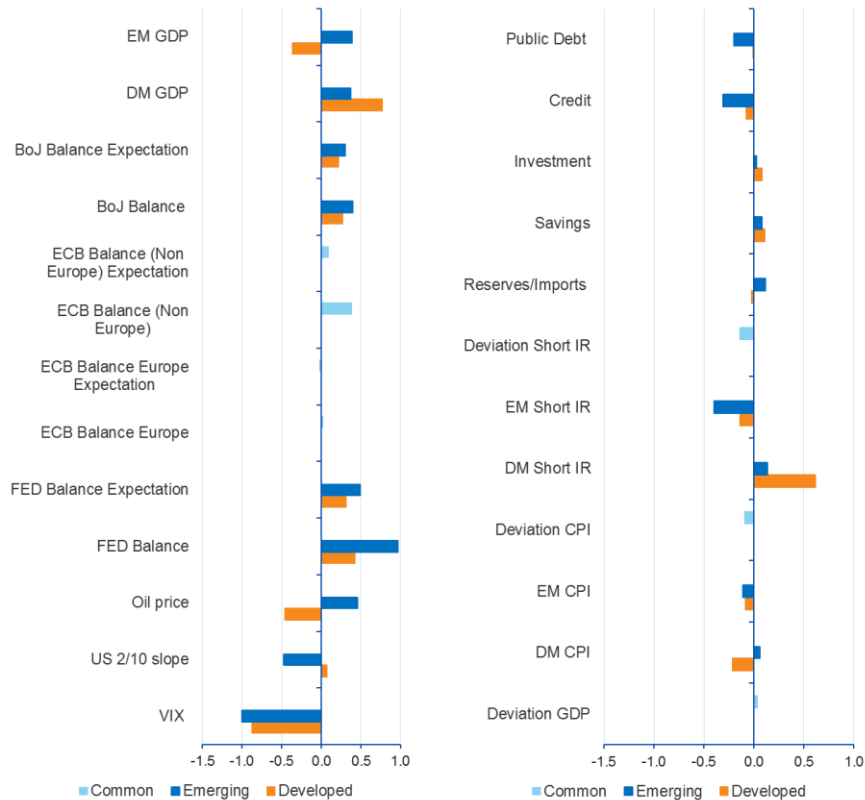 EM GDP
DM GDP
BoJ Balance Expectation
BoJ Balance
ECB Balance (Non
Europe) Expectation
ECB Balance (Non
Europe)
ECB Balance Europe
Expectation
ECB Balance Europe
FED Balance Expectation
FED Balance
Oil price
US 2/10 slope
VIX
-1.5 -1.0 -0.5 0.0 0.5 1.0
Common Emerging Developed
Public Debt
Credit
Investment
Savings
Reserves/Imports
Deviation Short IR
EM Short IR
DM Short IR
Deviation CPI
EM CPI
DM CPI
Deviation GDP
-1.5 -1.0 -0.5 0.0 0.5 1.0
Common Emerging Developed